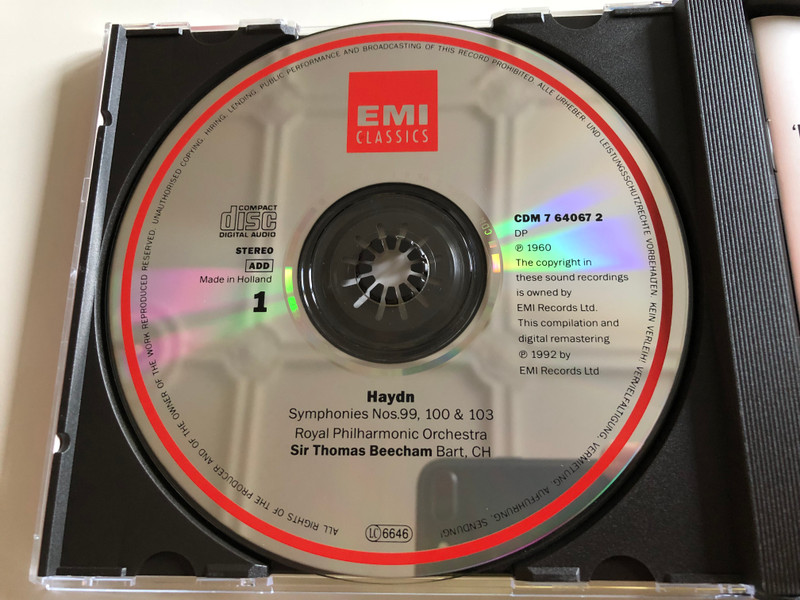 EMI
CLASSICS
COMPACT
disc
DIGITAL AUDIO
STEREO
ADD
Made in Holland
1
CDM 7 64067 2
DP
℗ 1960
The copyright in
these sound recordings
is owned by
EMI Records Ltd.
This compilation and
digital remastering
℗ 1992 by
EMI Records Ltd
Haydn
Symphonies Nos.99, 100 & 103
Royal Philharmonic Orchestra
Sir Thomas Beecham Bart, CH
LC 6646
ALL RIGHTS OF THE PRODUCER AND OF THE OWNER OF THE WORK REPRODUCED RESERVED. UNAUTHORISED COPYING, HIRING, LENDING, PUBLIC PERFORMANCE AND BROADCASTING OF THIS RECORD PROHIBITED. ALLE URHEBER- UND LEISTUNGSSCHUTZRECHTE VORBEHALTEN. KEIN VERLEIH! VERVIELFÄLTIGUNG, VERMIETUNG, AUFFÜHRUNG, SENDUNG!